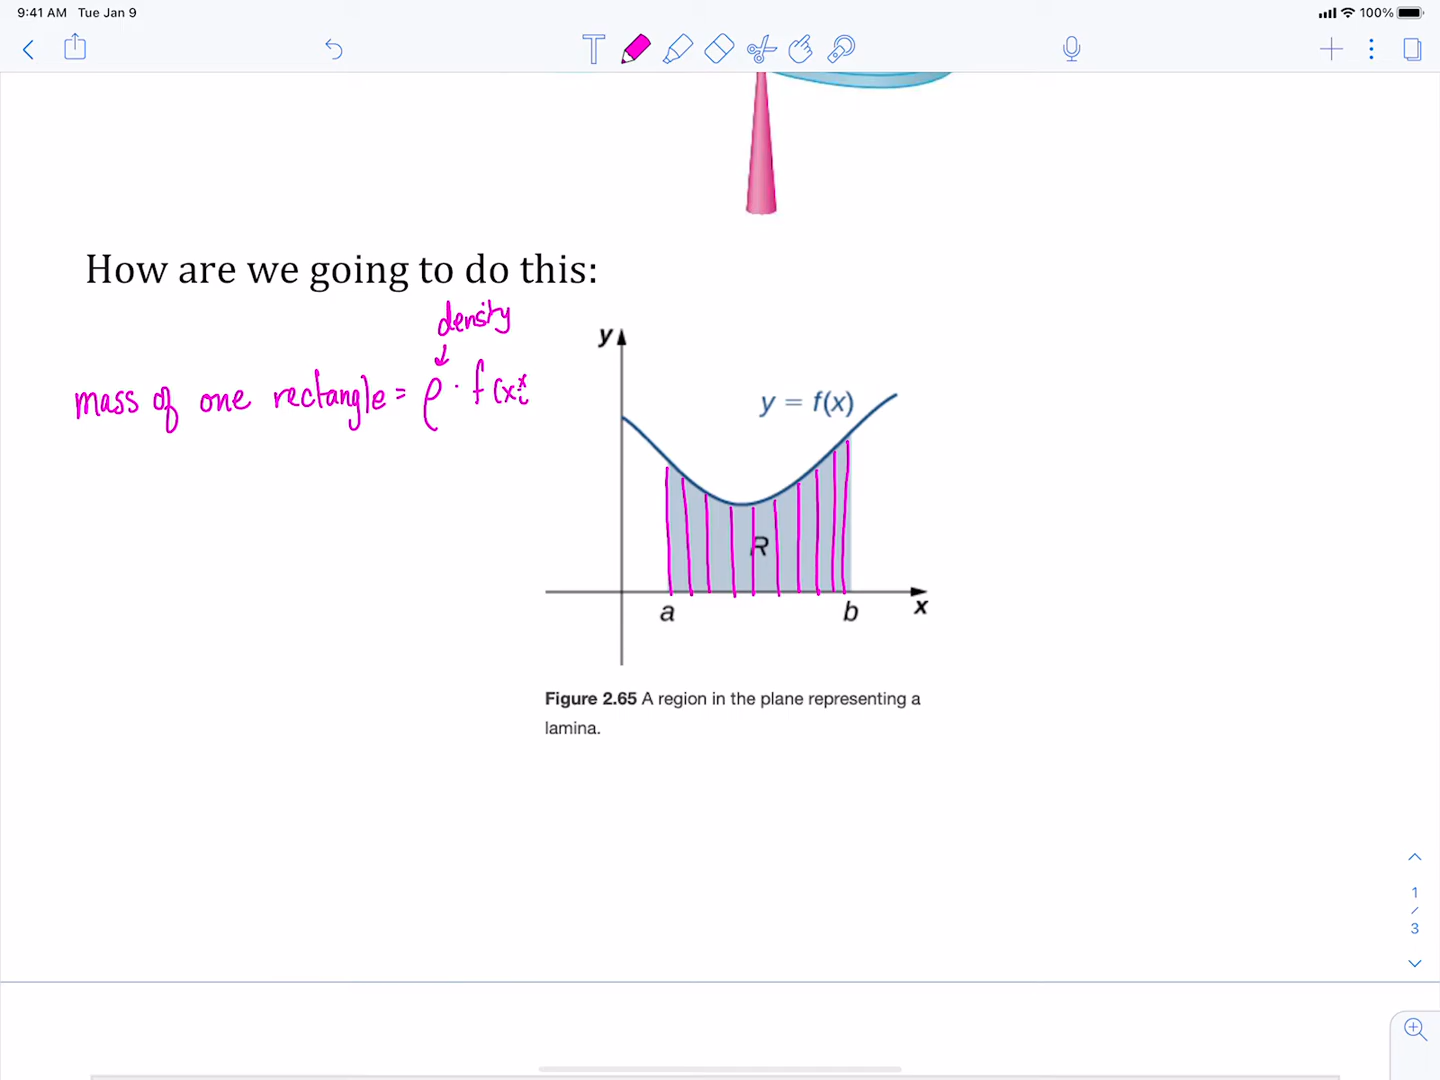 9:41 AM Tue Jan 9
100%
How are we going to do this:
density
mass of one rectangle = ρ · f(xᵢ*
y
y = f(x)
R
a
b
x
Figure 2.65 A region in the plane representing a
lamina.
1
/
3